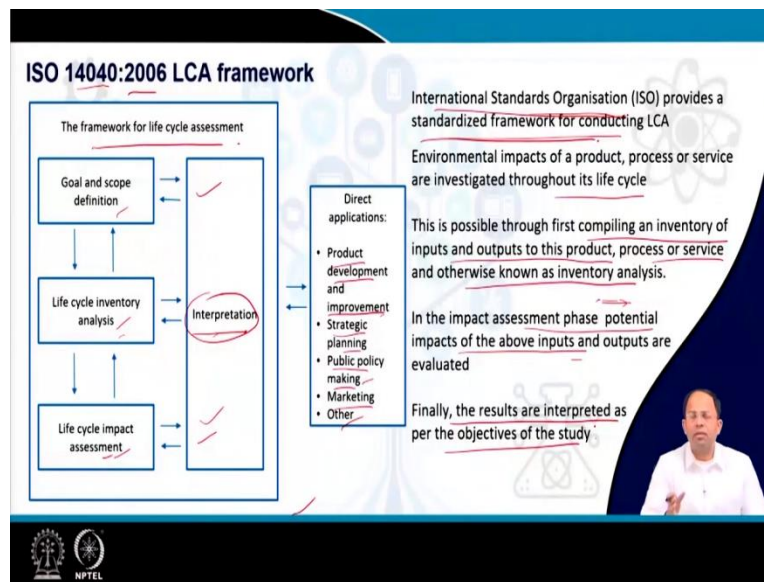 ISO 14040:2006 LCA framework
The framework for life cycle assessment
Goal and scope
definition
Life cycle inventory
analysis
Life cycle impact
assessment
Interpretation
Direct
applications:
• Product
development
and
improvement
• Strategic
planning
• Public policy
making
• Marketing
• Other
International Standards Organisation (ISO) provides a
standardized framework for conducting LCA
Environmental impacts of a product, process or service
are investigated throughout its life cycle
This is possible through first compiling an inventory of
inputs and outputs to this product, process or service
and otherwise known as inventory analysis.
In the impact assessment phase potential
impacts of the above inputs and outputs are
evaluated
Finally, the results are interpreted as
per the objectives of the study
NPTEL